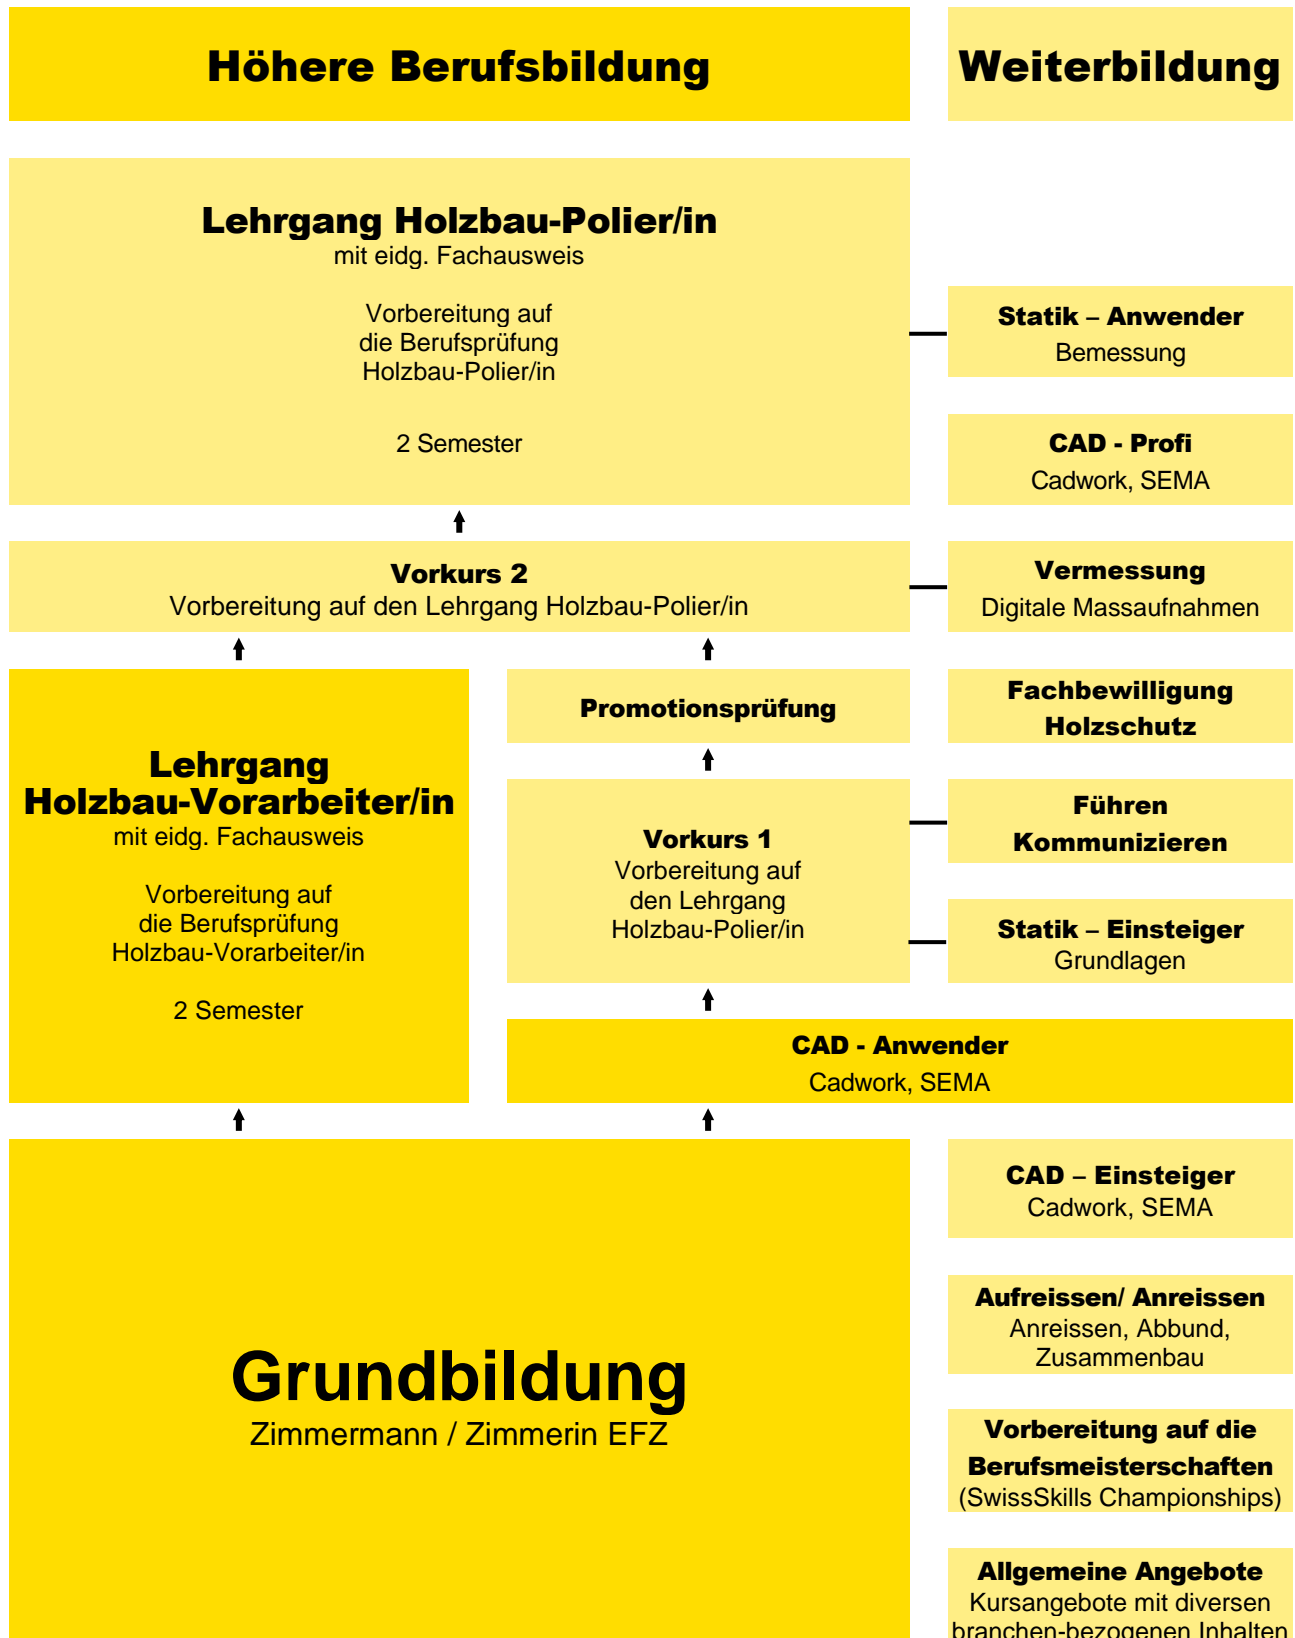 Höhere Berufsbildung
Weiterbildung
Lehrgang Holzbau-Polier/in
mit eidg. Fachausweis
Vorbereitung auf
die Berufsprüfung
Holzbau-Polier/in
2 Semester
Statik – Anwender
Bemessung
CAD - Profi
Cadwork, SEMA
Vorkurs 2
Vorbereitung auf den Lehrgang Holzbau-Polier/in
Vermessung
Digitale Massaufnahmen
Lehrgang
Holzbau-Vorarbeiter/in
mit eidg. Fachausweis
Vorbereitung auf
die Berufsprüfung
Holzbau-Vorarbeiter/in
2 Semester
Promotionsprüfung
Fachbewilligung
Holzschutz
Vorkurs 1
Vorbereitung auf
den Lehrgang
Holzbau-Polier/in
Führen
Kommunizieren
Statik – Einsteiger
Grundlagen
CAD - Anwender
Cadwork, SEMA
Grundbildung
Zimmermann / Zimmerin EFZ
CAD – Einsteiger
Cadwork, SEMA
Aufreissen/ Anreissen
Anreissen, Abbund,
Zusammenbau
Vorbereitung auf die
Berufsmeisterschaften
(SwissSkills Championships)
Allgemeine Angebote
Kursangebote mit diversen
branchen-bezogenen Inhalten